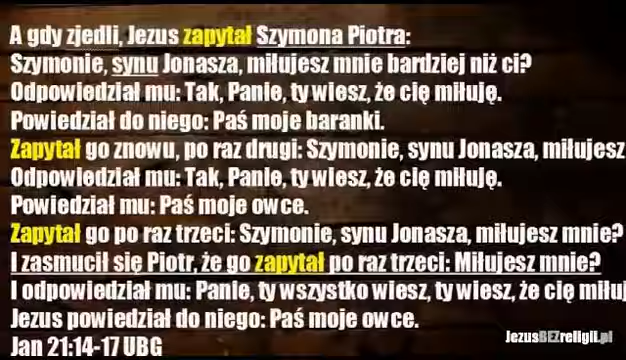 A gdy zjedli, Jezus zapytał Szymona Piotra:
Szymonie, synu Jonasza, miłujesz mnie bardziej niż ci?
Odpowiedział mu: Tak, Panie, ty wiesz, że cię miłuję.
Powiedział do niego: Paś moje baranki.
Zapytał go znowu, po raz drugi: Szymonie, synu Jonasza, miłujesz
Odpowiedział mu: Tak, Panie, ty wiesz, że cię miłuję.
Powiedział mu: Paś moje owce.
Zapytał go po raz trzeci: Szymonie, synu Jonasza, miłujesz mnie?
I zasmucił się Piotr, że go zapytał po raz trzeci: Miłujesz mnie?
I odpowiedział mu: Panie, ty wszystko wiesz, ty wiesz, że cię miłuj
Jezus powiedział do niego: Paś moje owce.
Jan 21:14-17 UBG
JezusBEZreligii.pl